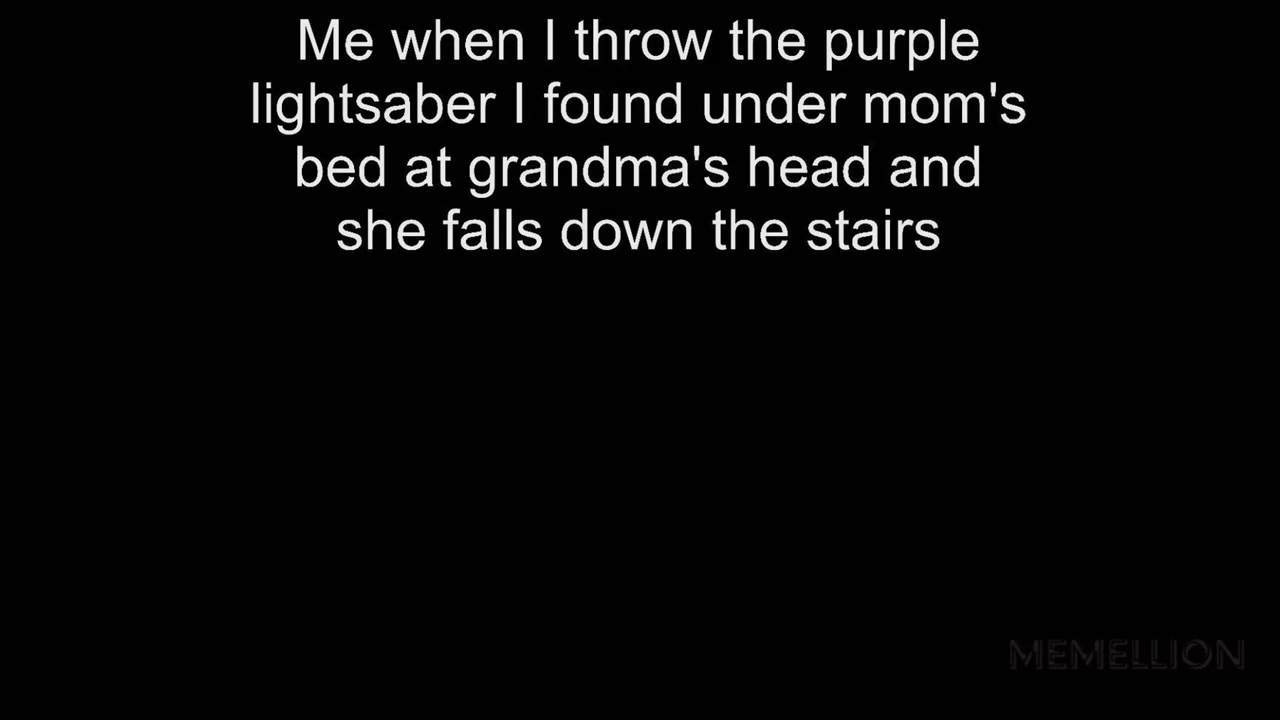 Me when I throw the purple
lightsaber I found under mom's
bed at grandma's head and
she falls down the stairs
MEMELLION